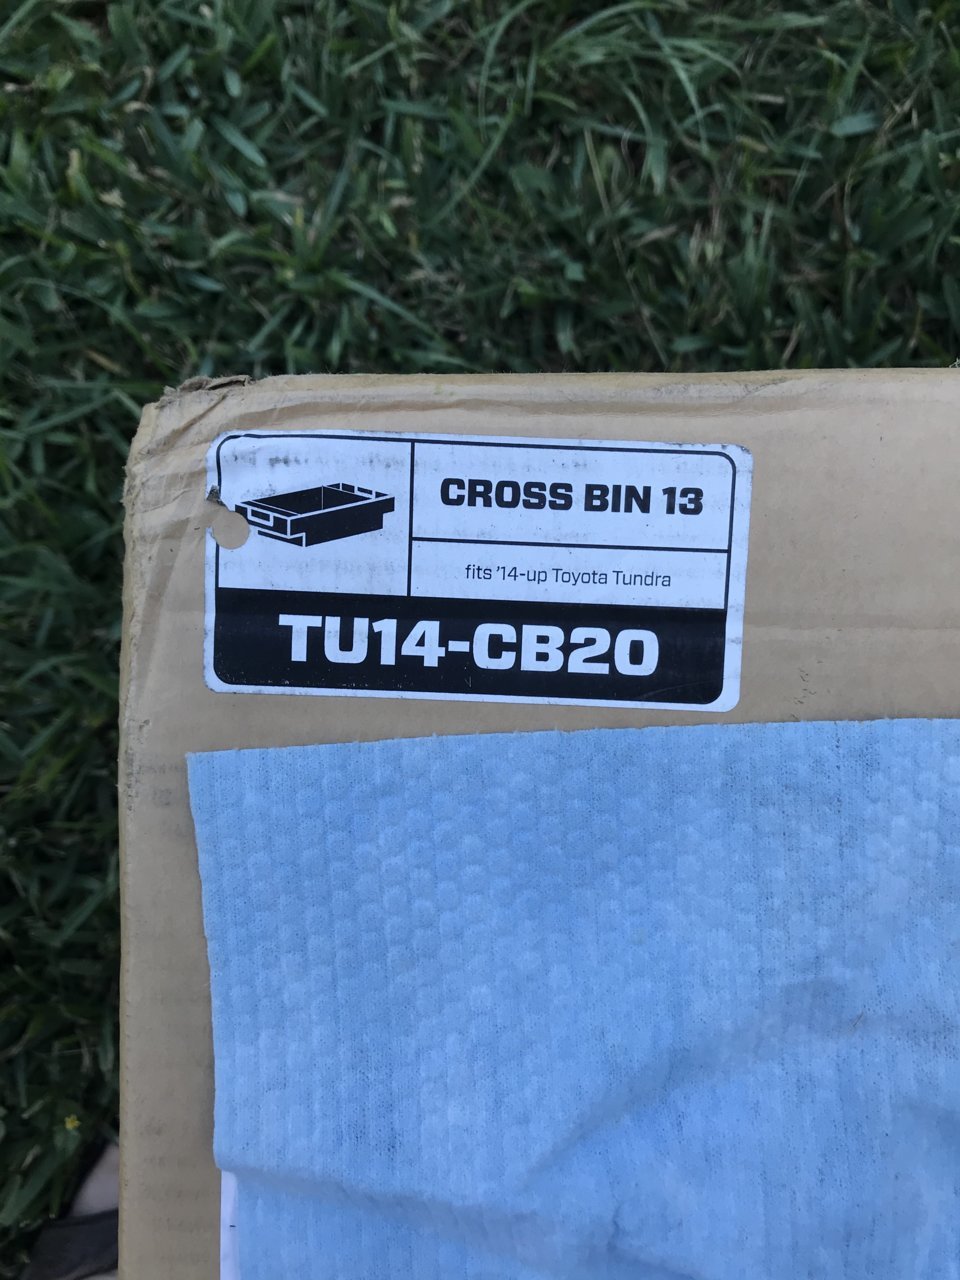 CROSS BIN 13
fits '14-up Toyota Tundra
TU14-CB20